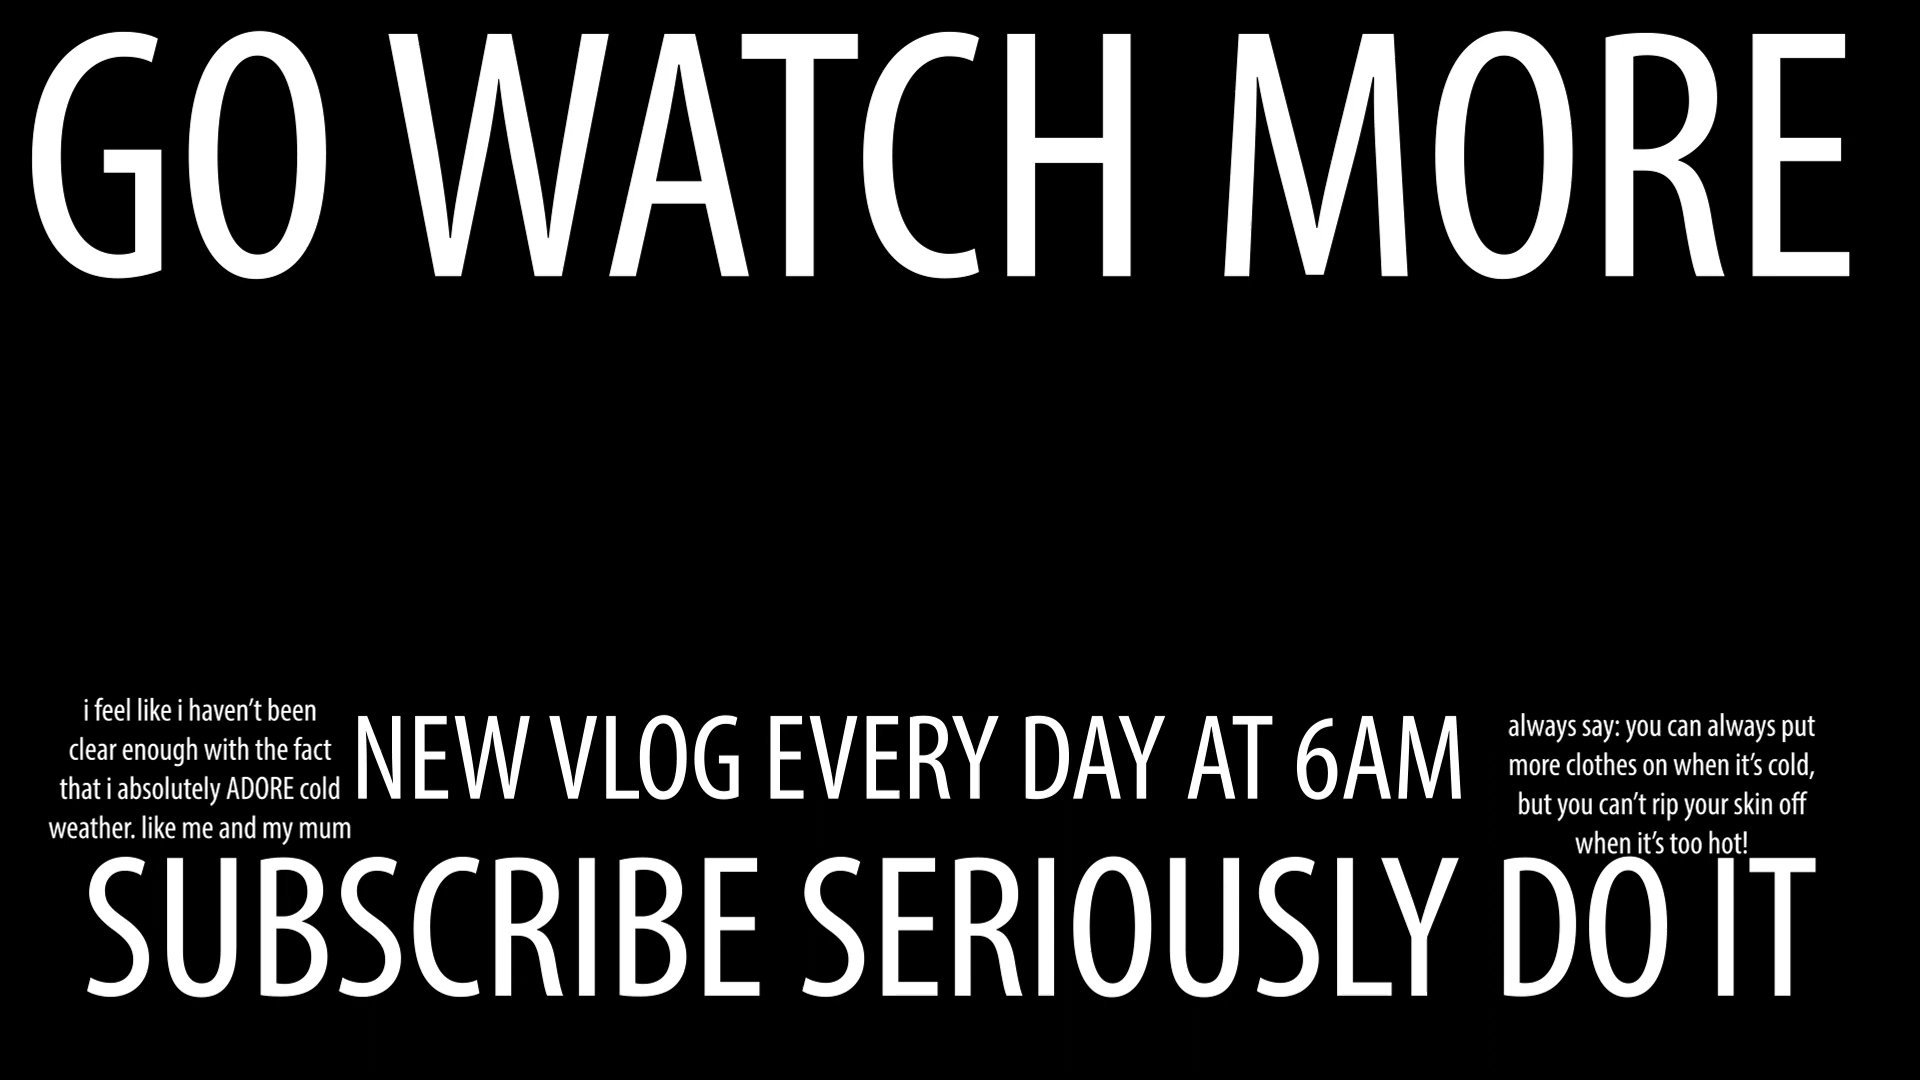 GO WATCH MORE
i feel like i haven’t been
clear enough with the fact
that i absolutely ADORE cold
weather. like me and my mum
NEW VLOG EVERY DAY AT 6AM
always say: you can always put
more clothes on when it’s cold,
but you can’t rip your skin off
when it’s too hot!
SUBSCRIBE SERIOUSLY DO IT